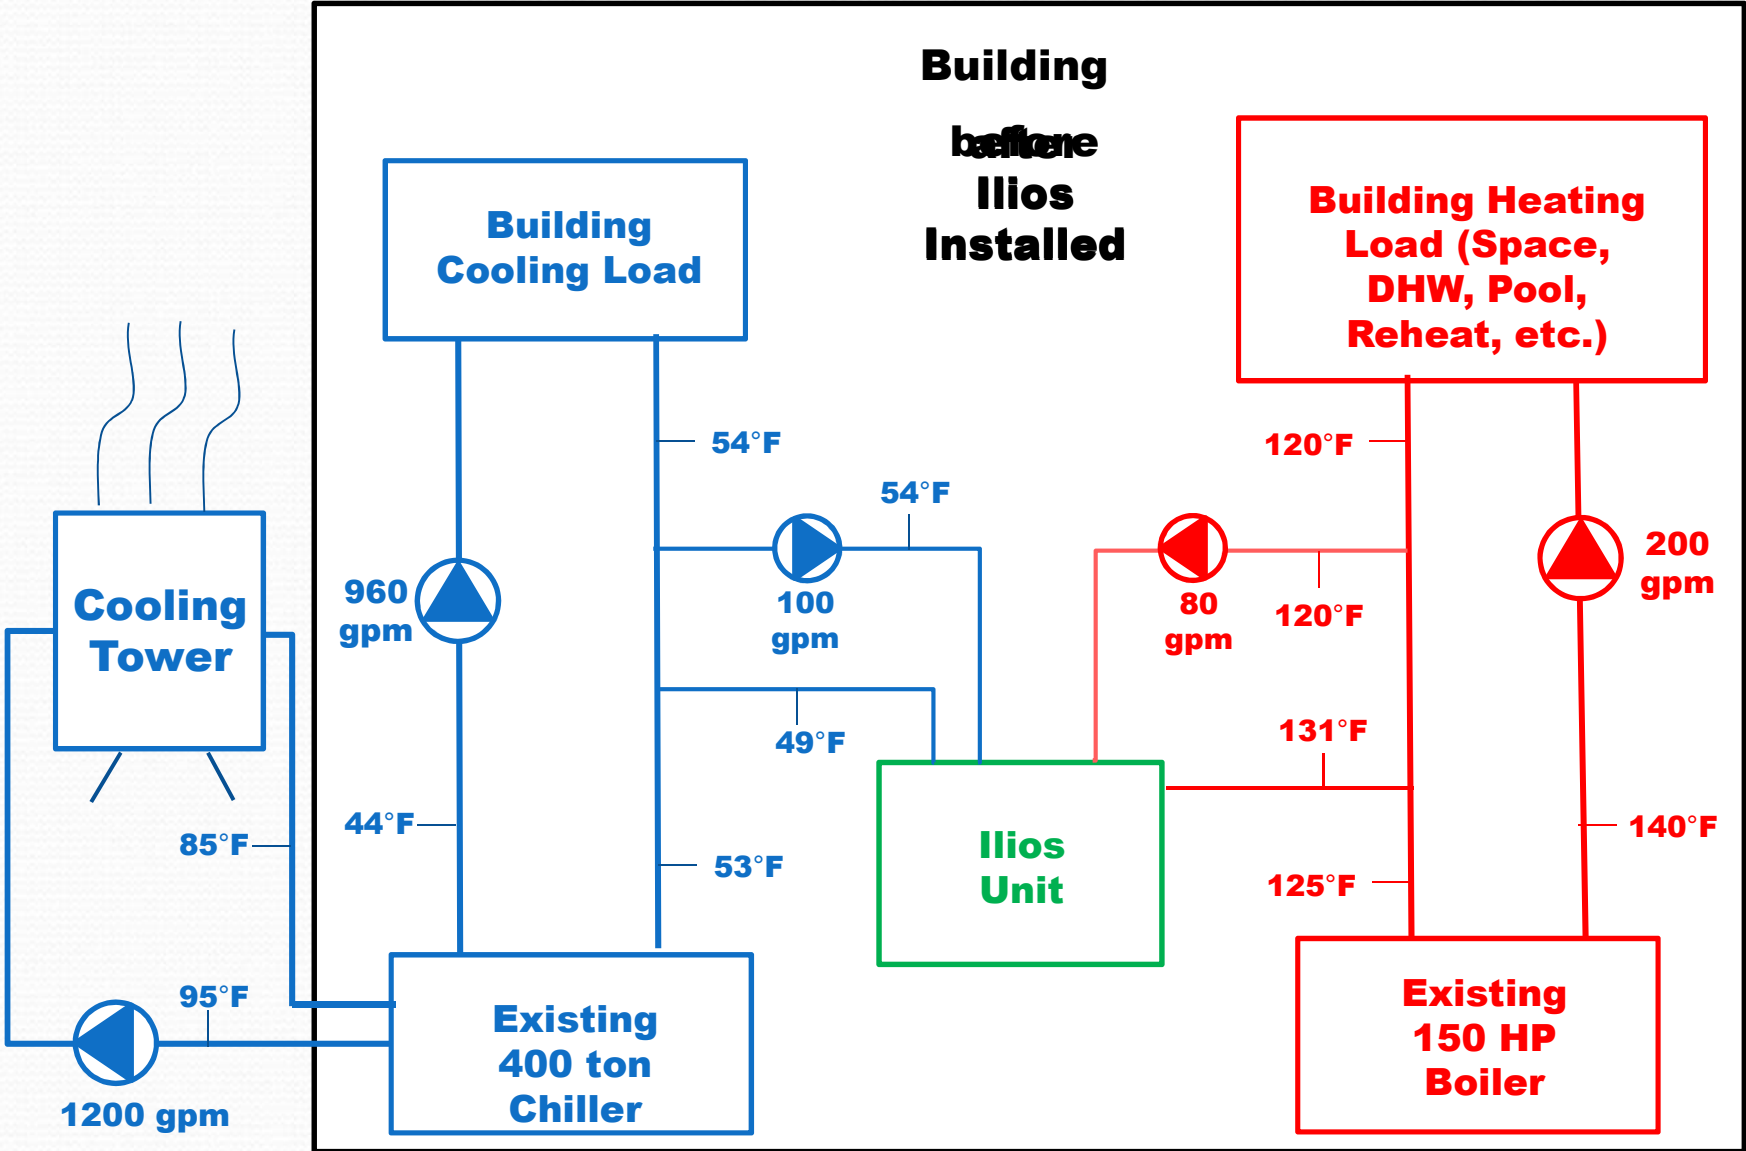 Building
before
after
Ilios
Installed
Building
Cooling Load
Building Heating
Load (Space,
DHW, Pool,
Reheat, etc.)
54°F
54°F
120°F
Cooling
Tower
960
gpm
100
gpm
80
gpm
120°F
200
gpm
49°F
131°F
44°F
85°F
53°F
Ilios
Unit
125°F
140°F
95°F
1200 gpm
Existing
400 ton
Chiller
Existing
150 HP
Boiler